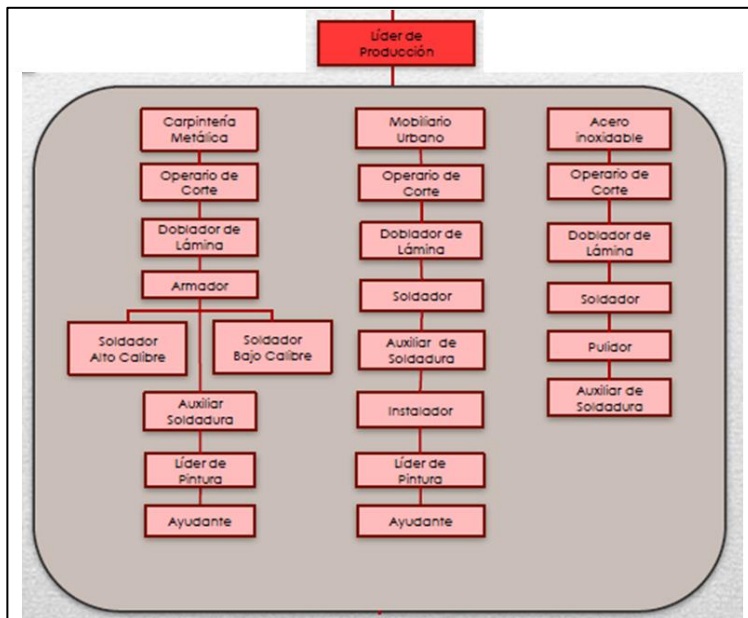 Líder de
Producción
Carpintería
Metálica
Operario de
Corte
Doblador de
Lámina
Armador
Soldador
Alto Calibre
Soldador
Bajo Calibre
Auxiliar
Soldadura
Líder de
Pintura
Ayudante
Mobiliario
Urbano
Operario de
Corte
Doblador de
Lámina
Soldador
Auxiliar de
Soldadura
Instalador
Líder de
Pintura
Ayudante
Acero
inoxidable
Operario de
Corte
Doblador de
Lámina
Soldador
Pulidor
Auxiliar de
Soldadura